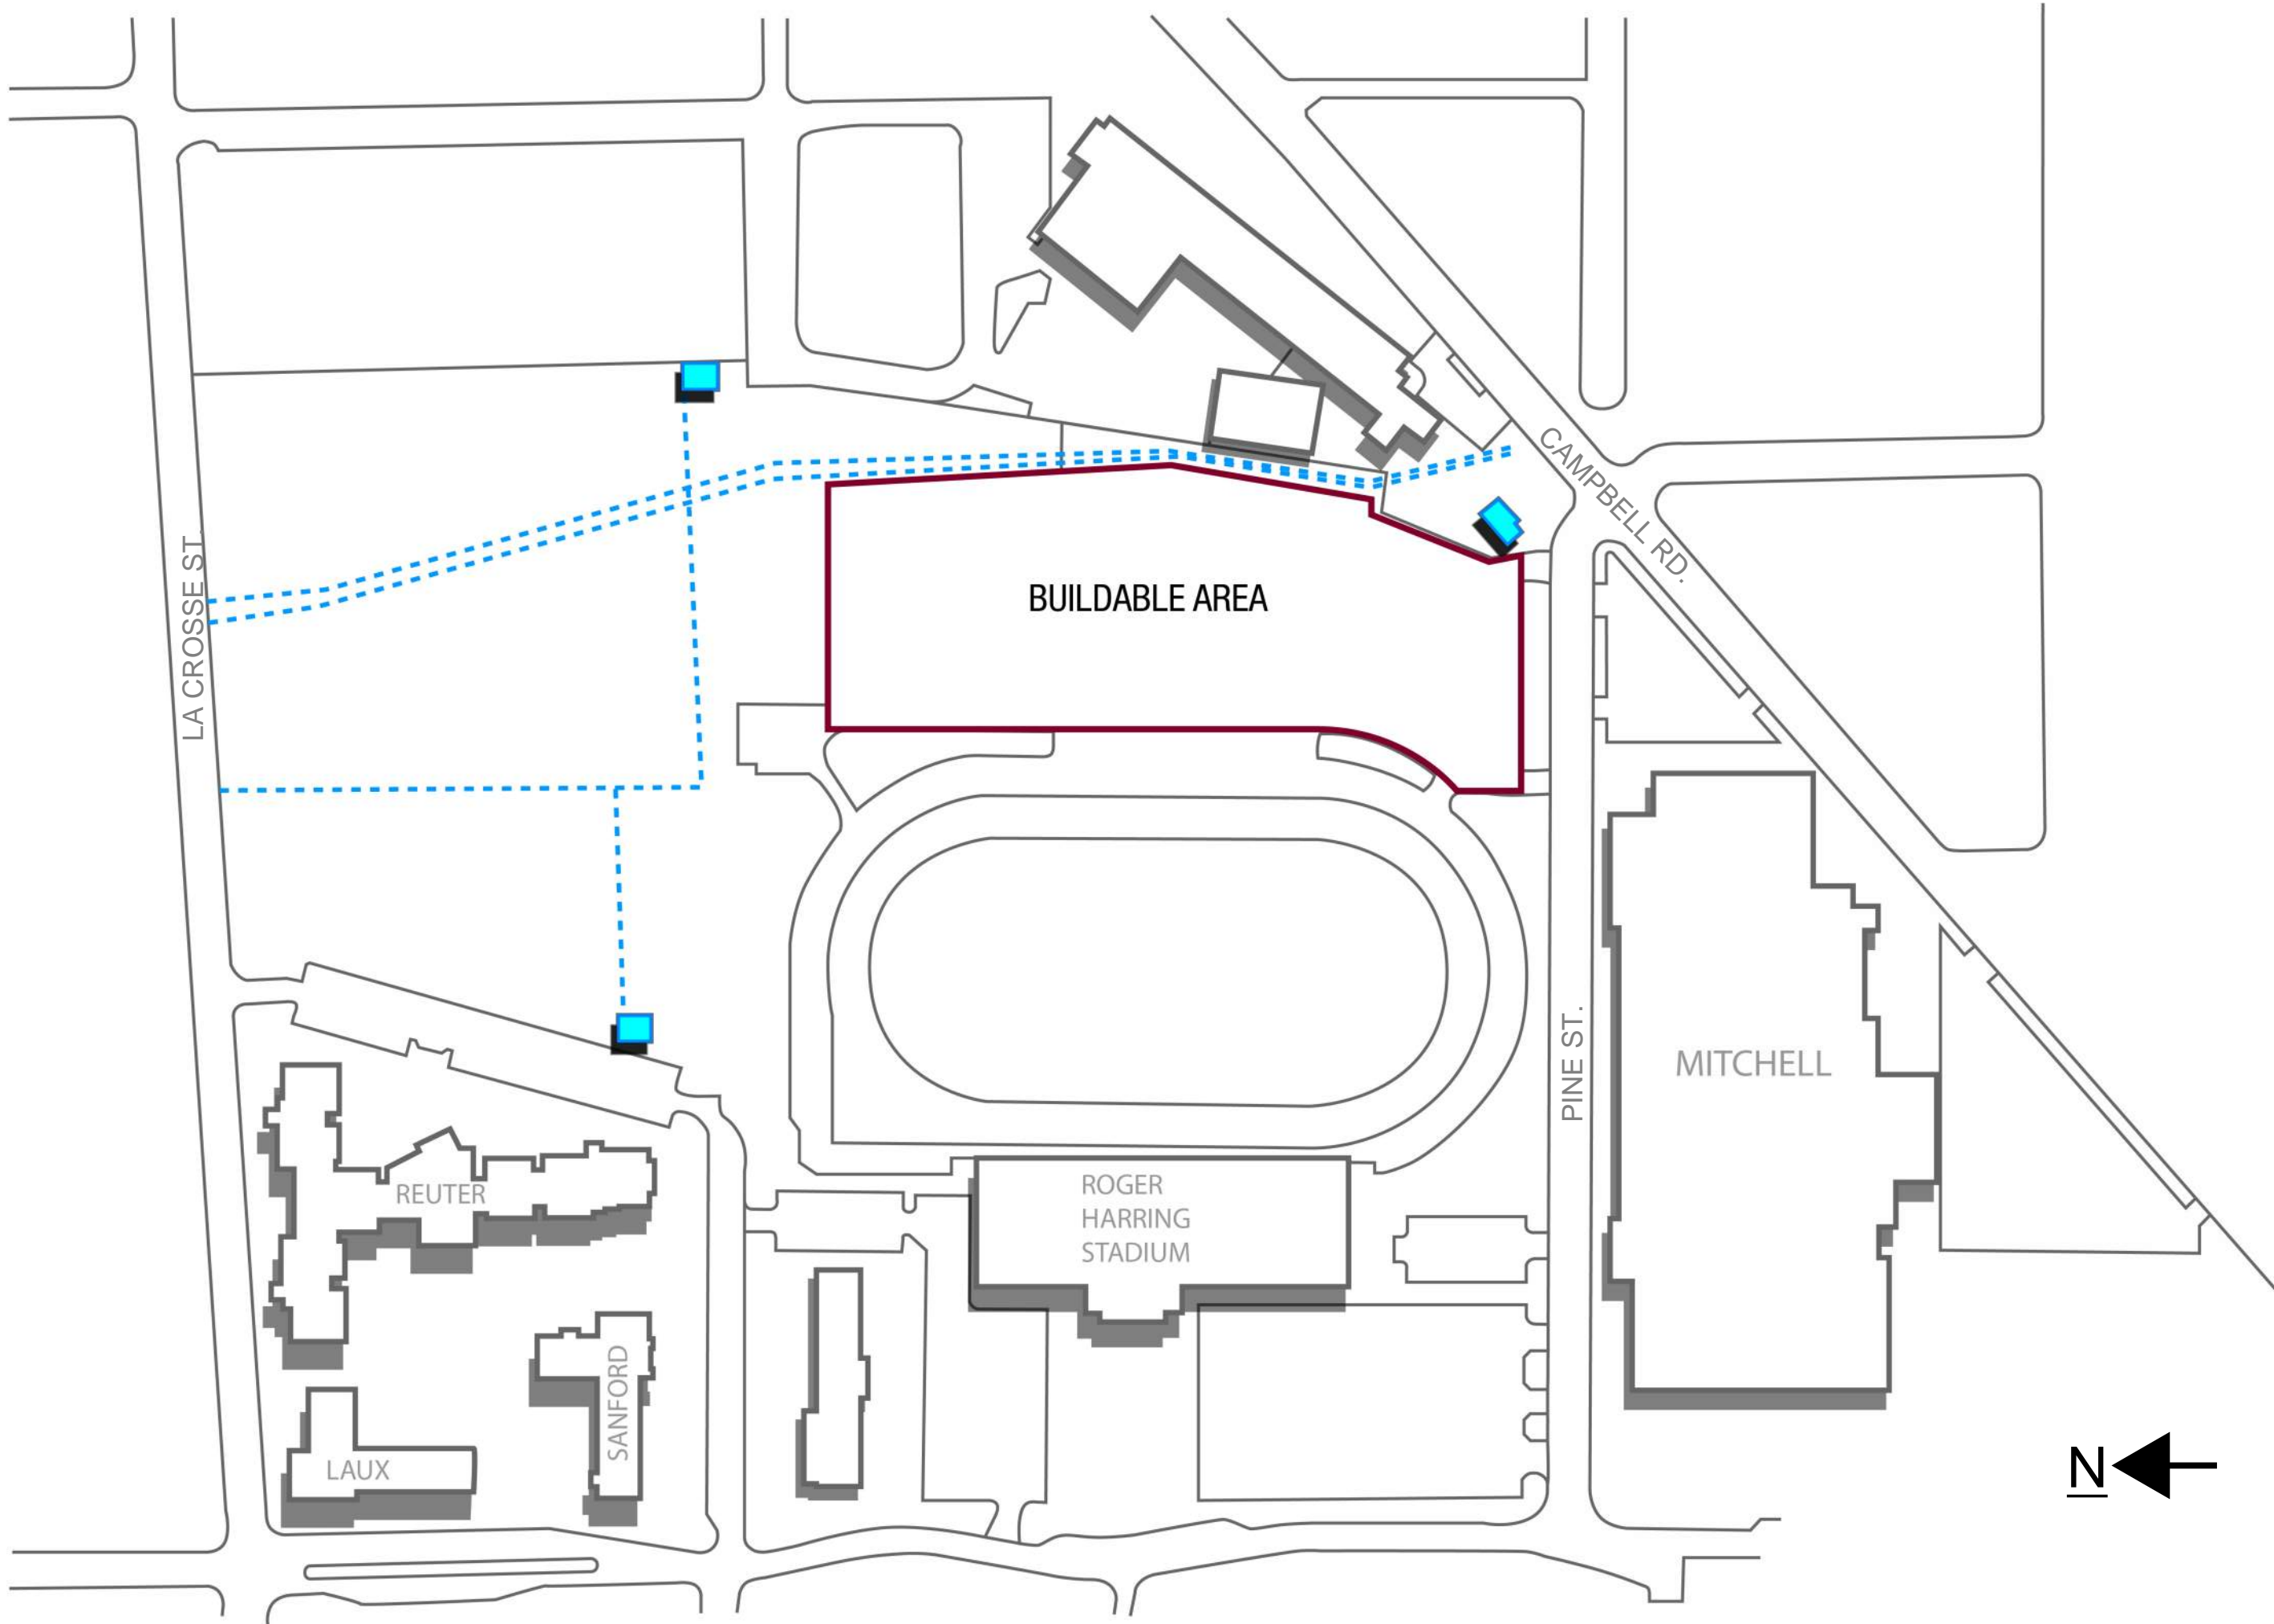 CAMPBELL RD.
LA CROSSE ST.
BUILDABLE AREA
PINE ST.
MITCHELL
REUTER
ROGER
HARRING
STADIUM
SANFORD
LAUX
N